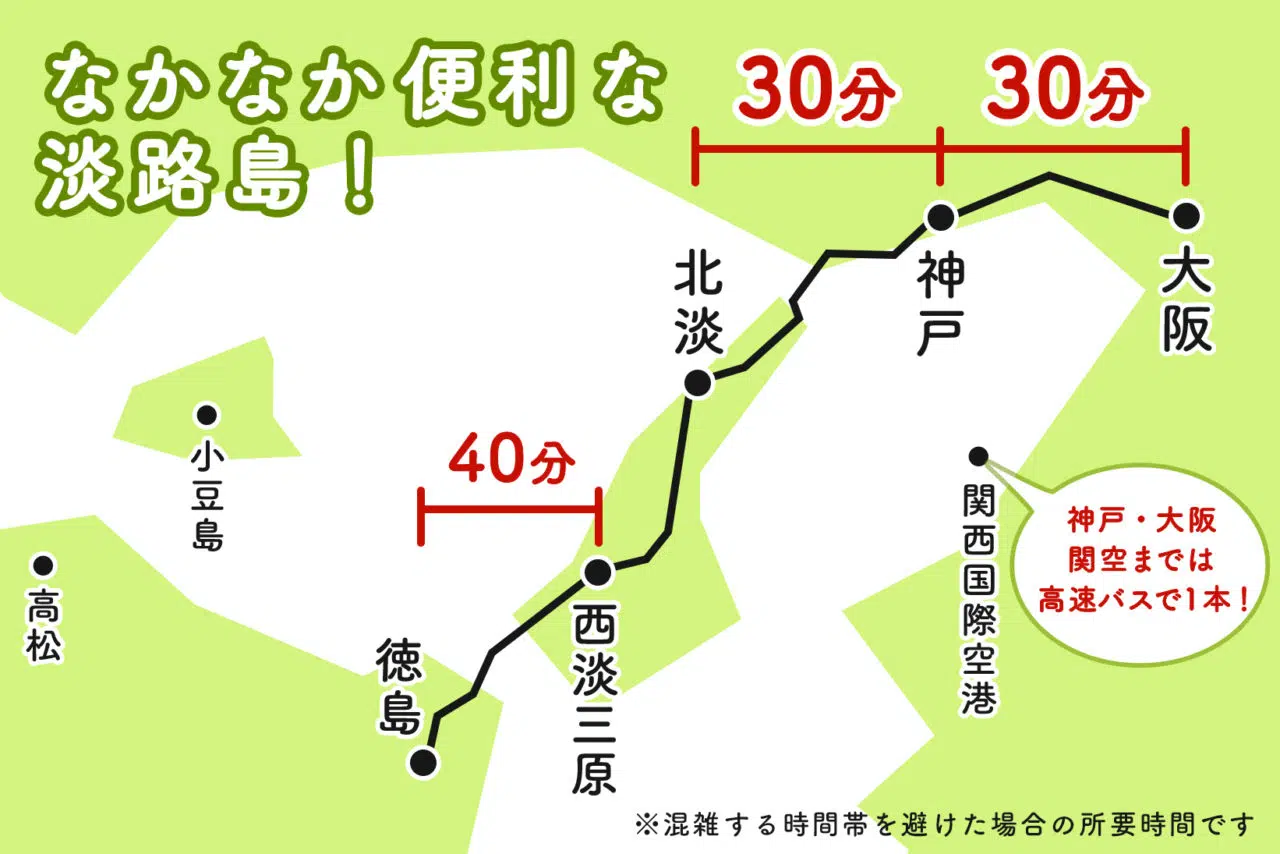 なかなか便利な
淡路島！
30分
30分
大阪
神戸
北淡
40分
小豆島
関西国際空港
神戸・大阪
関空までは
高速バスで1本！
高松
西淡三原
徳島
※混雑する時間帯を避けた場合の所要時間です